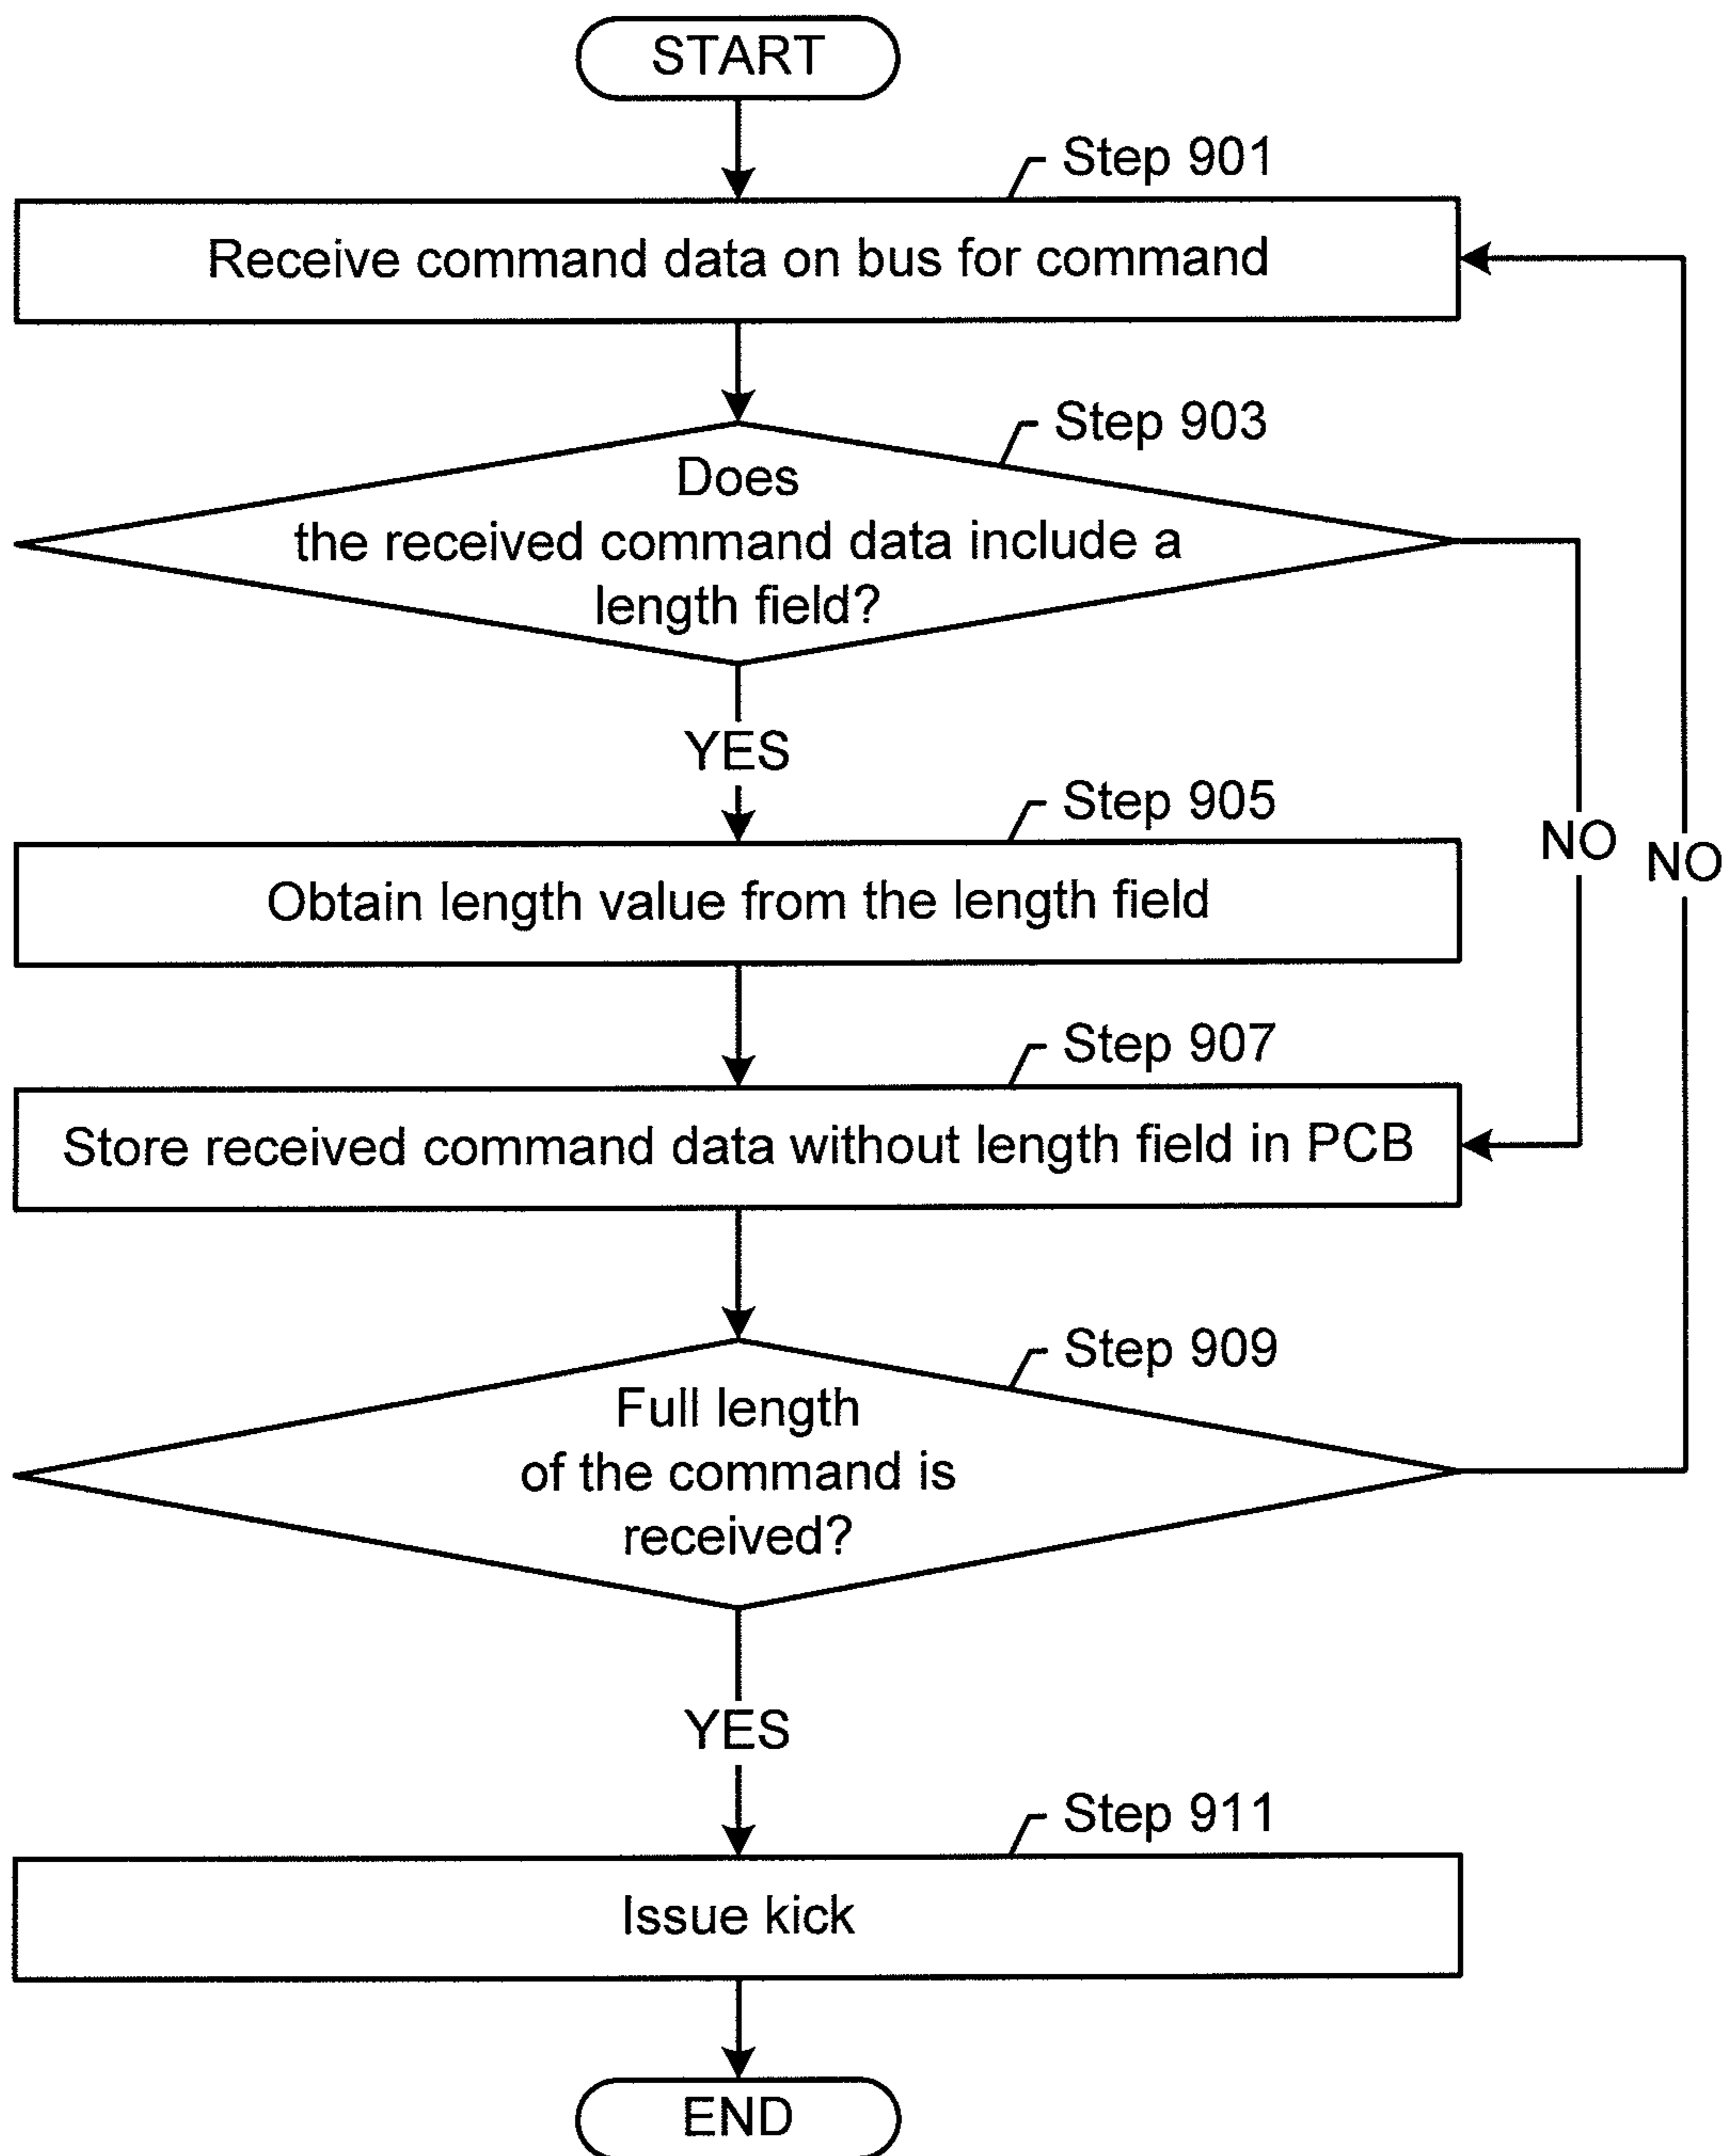 START
Step 901
Receive command data on bus for command
Step 903
Does
the received command data include a
length field?
YES
Step 905
NO
NO
Obtain length value from the length field
Step 907
Store received command data without length field in PCB
Step 909
Full length
of the command is
received?
YES
Step 911
Issue kick
END